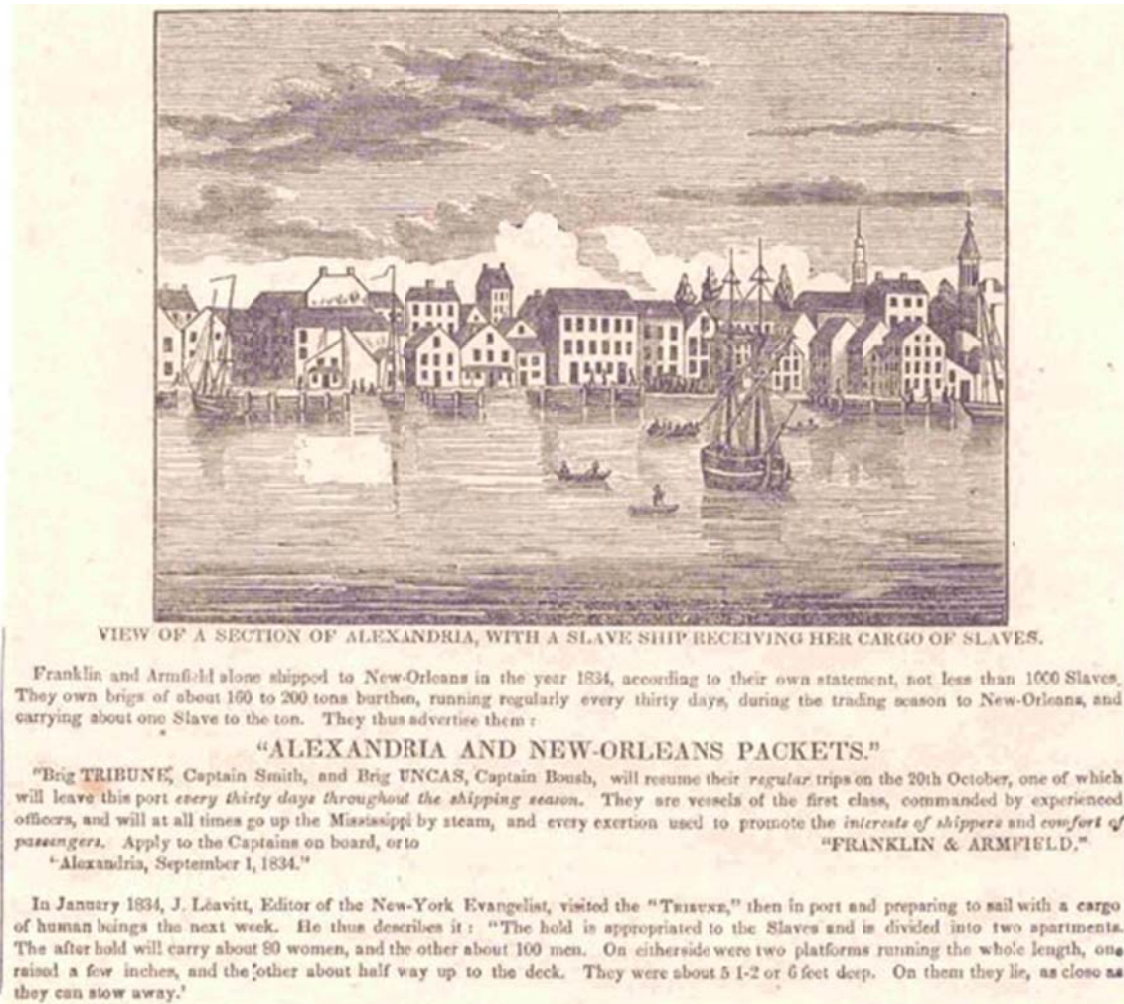 VIEW OF A SECTION OF ALEXANDRIA, WITH A SLAVE SHIP RECEIVING HER CARGO OF SLAVES.
Franklin and Armfield alone shipped to New-Orleans in the year 1834, according to their own statement, not less than 1000 Slaves.
They own brigs of about 160 to 200 tons burthen, running regularly every thirty days, during the trading season to New-Orleans, and
carrying about one Slave to the ton. They thus advertise them :
"ALEXANDRIA AND NEW-ORLEANS PACKETS."
"Brig TRIBUNE, Captain Smith, and Brig UNCAS, Captain Boush, will resume their regular trips on the 20th October, one of which
will leave this port every thirty days throughout the shipping season. They are vessels of the first class, commanded by experienced
officers, and will at all times go up the Mississippi by steam, and every exertion used to promote the interests of shippers and comfort of
passengers. Apply to the Captains on board, or to "FRANKLIN & ARMFIELD."
"Alexandria, September 1, 1834."
In January 1834, J. Leavitt, Editor of the New-York Evangelist, visited the "TRIBUNE," then in port and preparing to sail with a cargo
of human beings the next week. He thus describes it : "The hold is appropriated to the Slaves and is divided into two apartments.
The after hold will carry about 80 women, and the other about 100 men. On either side were two platforms running the whole length, one
raised a few inches, and the other about half way up to the deck. They were about 5 1-2 or 6 feet deep. On them they lie, as close as
they can stow away.'